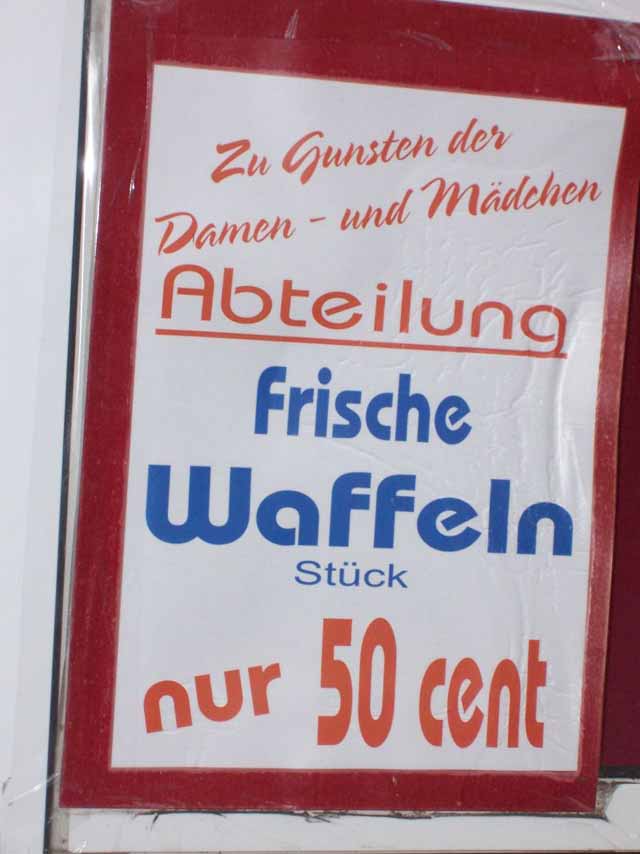 Zu Gunsten der
Damen - und Mädchen
Abteilung
frische
Waffeln
Stück
nur 50 cent